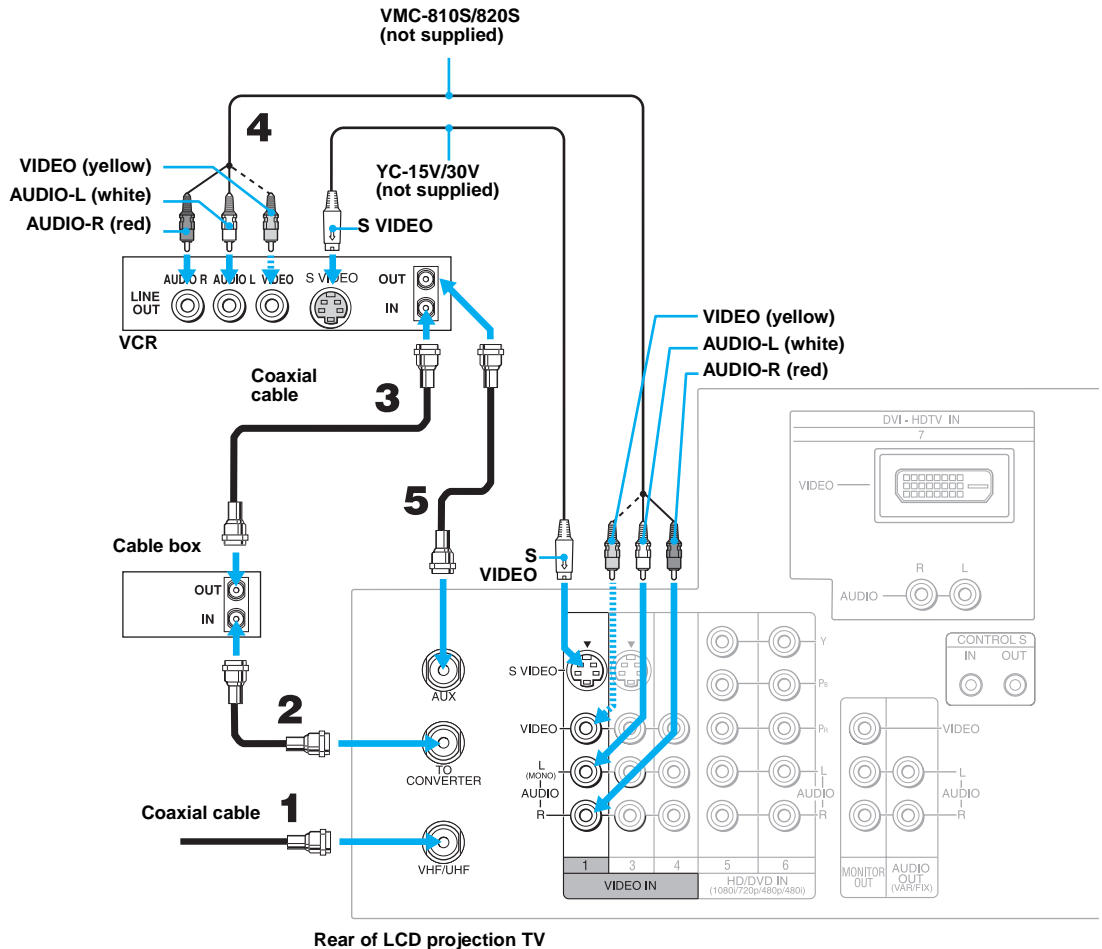 VMC-810S/820S
(not supplied)
4
VIDEO (yellow)
AUDIO-L (white)
AUDIO-R (red)
YC-15V/30V
(not supplied)
S VIDEO
AUDIO R AUDIO L VIDEO S VIDEO OUT
LINE
OUT
IN
VCR
VIDEO (yellow)
AUDIO-L (white)
AUDIO-R (red)
Coaxial
cable
3
5
DVI - HDTV IN
7
VIDEO
R L
AUDIO
Cable box
OUT
IN
S
VIDEO
CONTROL S
IN OUT
AUX
S VIDEO
Y
PB
2
TO
CONVERTER
VIDEO
PR
VIDEO
L
(MONO)
AUDIO
R
L
AUDIO
R
L
AUDIO
R
Coaxial cable 1
VHF/UHF
1 3 4 5 6
VIDEO IN
HD/DVD IN
(1080i/720p/480p/480i)
MONITOR
OUT
AUDIO
OUT
(VAR/FIX)
Rear of LCD projection TV